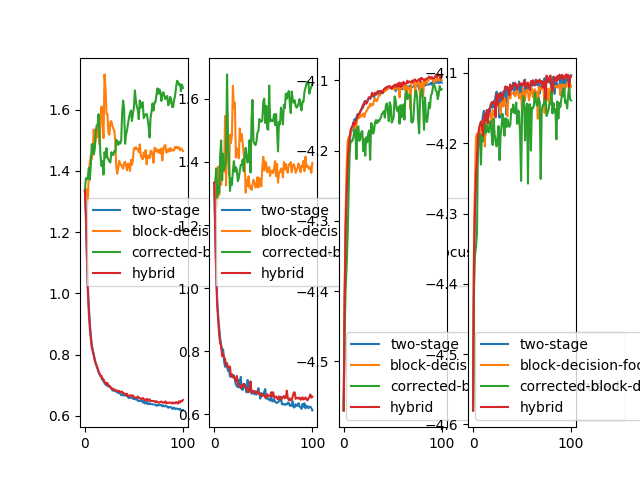 1.6
1.4
1.2
1.0
0.8
0.6
0
100
two-stage
block-decis
corrected-b
hybrid
1.6
1.4
1.2
1.0
0.8
0.6
0
100
two-stage
block-decis
corrected-b
hybrid
−4.1
−4.2
−4.3
−4.4
−4.5
0
100
two-stage
block-decis
corrected-b
hybrid
ocus
−4.1
−4.2
−4.3
−4.4
−4.5
−4.6
0
100
two-stage
block-decision-foc
corrected-block-d
hybrid